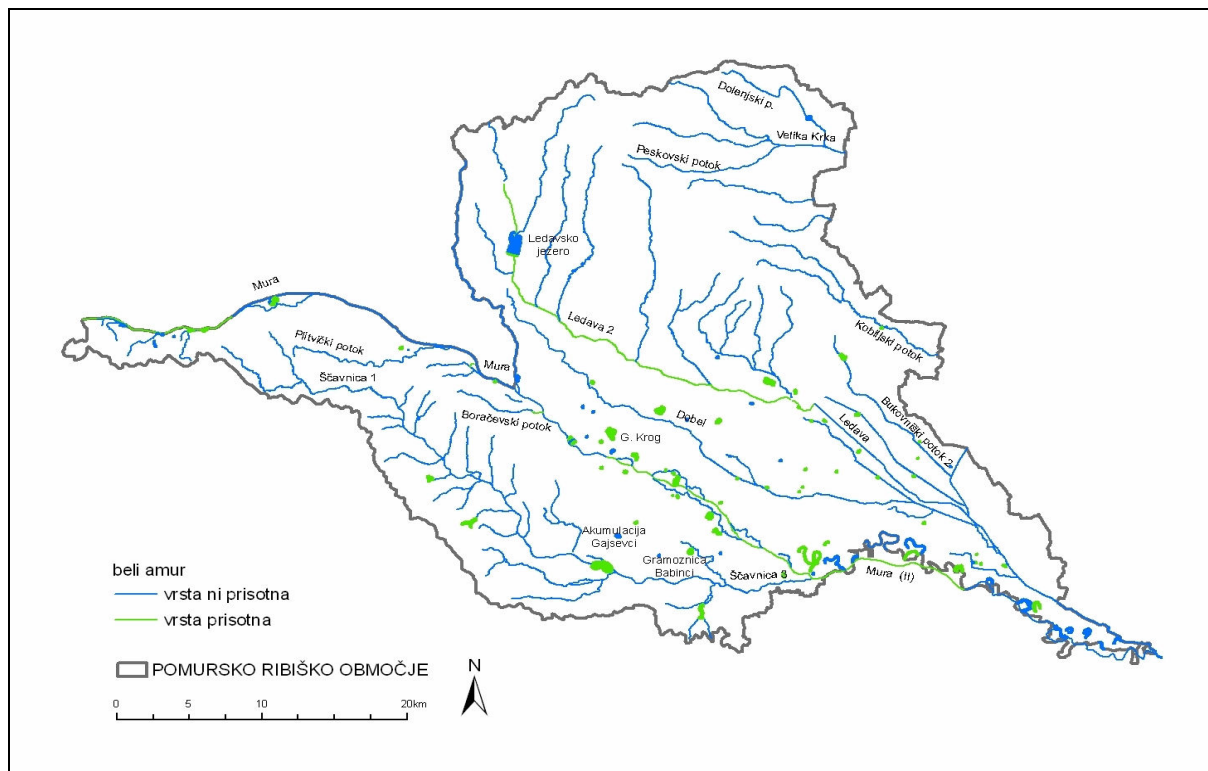 Dolenjski p.
Velika Krka
Peskovski potok
Ledavsko
jezero
Mura
Ledava 2
Kobiljski potok
Plitvički potok
Mura
Ščavnica 1
Boračevski potok
Dobel
Ledava
Bukovniški potok 2
G. Krog
Akumulacija
Gajševci
Gramoznica
Babinci
Ščavnica 3
Mura (II)
beli amur
vrsta ni prisotna
vrsta prisotna
POMURSKO RIBIŠKO OBMOČJE
N
0 5 10 20km